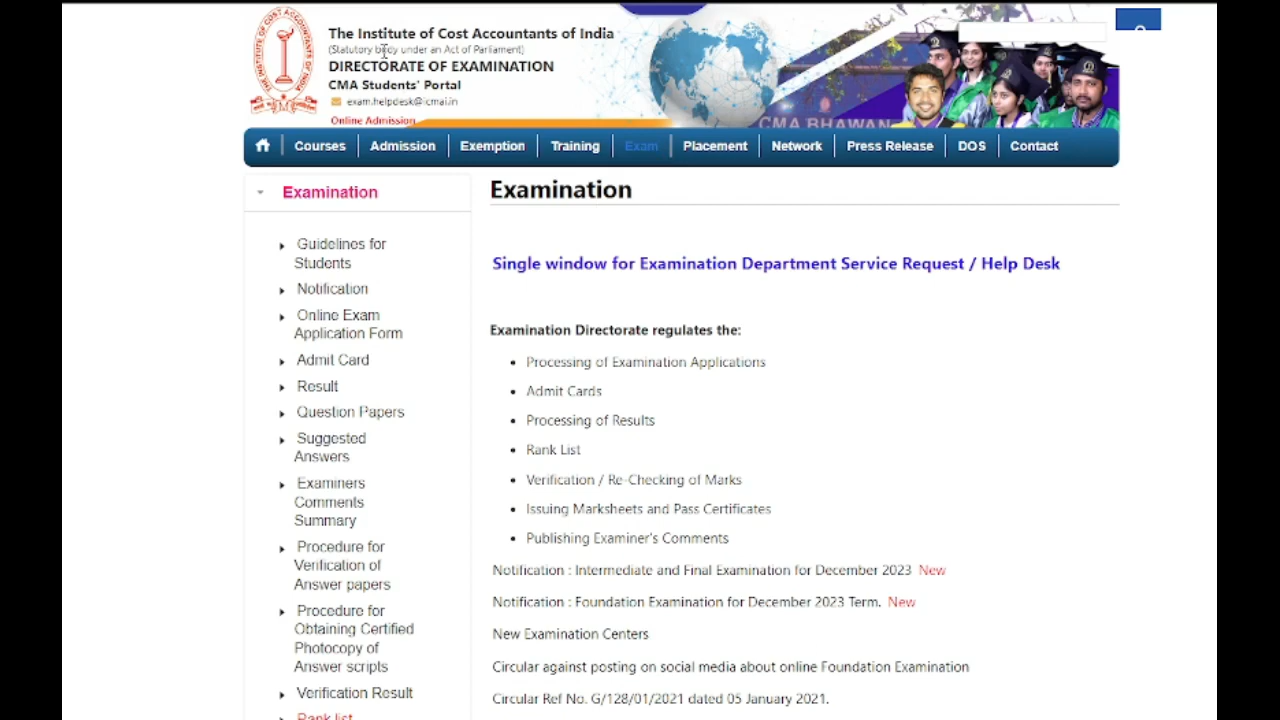 The Institute of Cost Accountants of India
(Statutory body under an Act of Parliament)
DIRECTORATE OF EXAMINATION
CMA Students' Portal
exam.helpdesk@icmai.in
Online Admission
CMA BHAWAN
Courses Admission Exemption Training Exam Placement Network Press Release DOS Contact
Examination
Guidelines for
Students
Notification
Online Exam
Application Form
Admit Card
Result
Question Papers
Suggested
Answers
Examiners
Comments
Summary
Procedure for
Verification of
Answer papers
Procedure for
Obtaining Certified
Photocopy of
Answer scripts
Verification Result
Rank list
Examination
Single window for Examination Department Service Request / Help Desk
Examination Directorate regulates the:
Processing of Examination Applications
Admit Cards
Processing of Results
Rank List
Verification / Re-Checking of Marks
Issuing Marksheets and Pass Certificates
Publishing Examiner's Comments
Notification : Intermediate and Final Examination for December 2023 New
Notification : Foundation Examination for December 2023 Term. New
New Examination Centers
Circular against posting on social media about online Foundation Examination
Circular Ref No. G/128/01/2021 dated 05 January 2021.